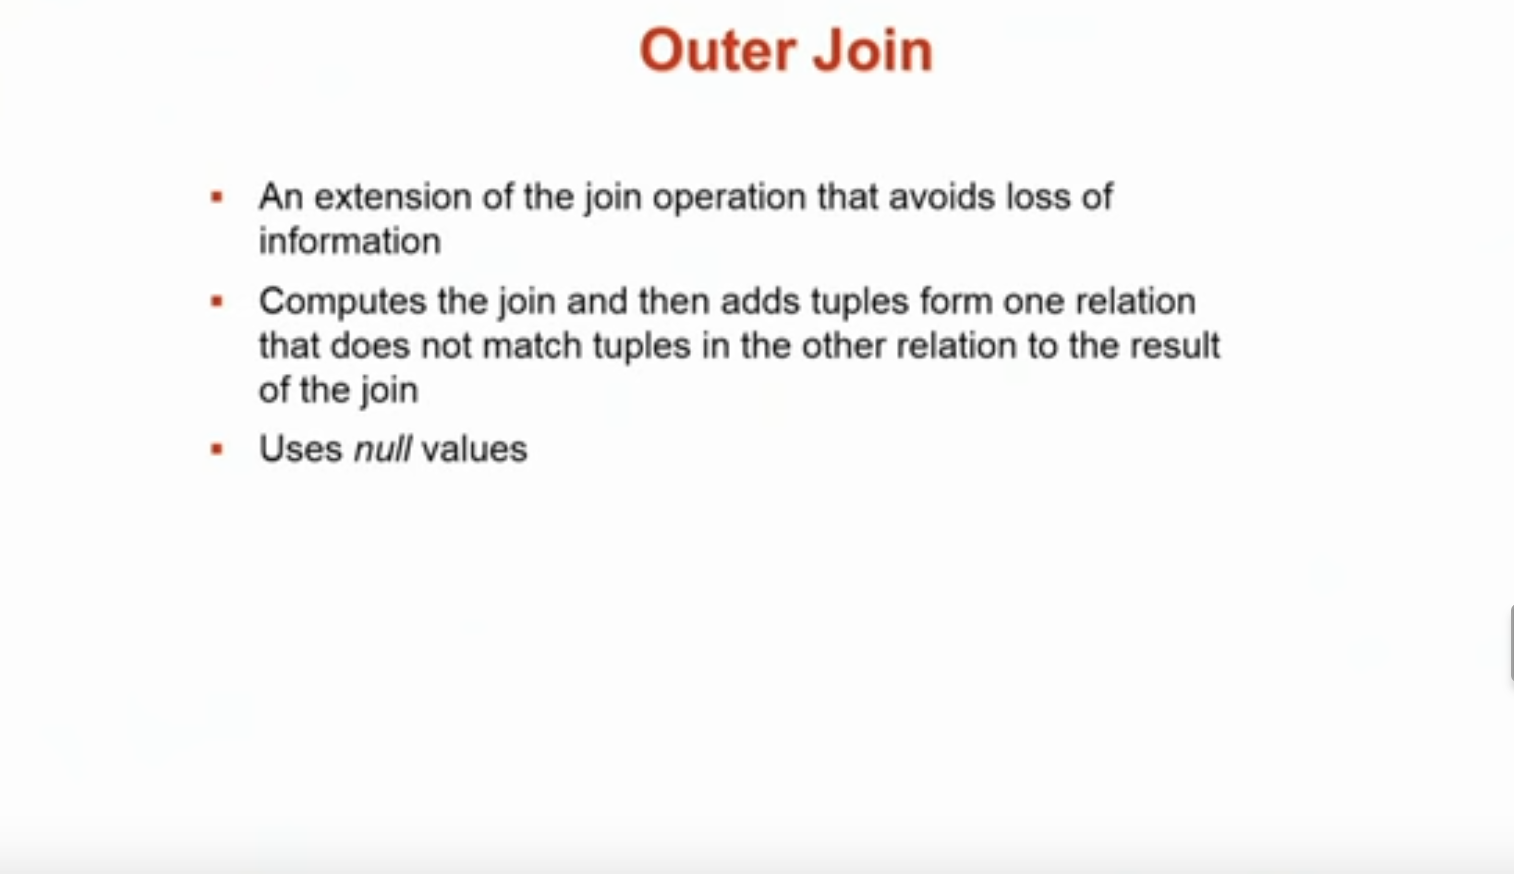 Outer Join
An extension of the join operation that avoids loss of
information
Computes the join and then adds tuples form one relation
that does not match tuples in the other relation to the result
of the join
Uses null values